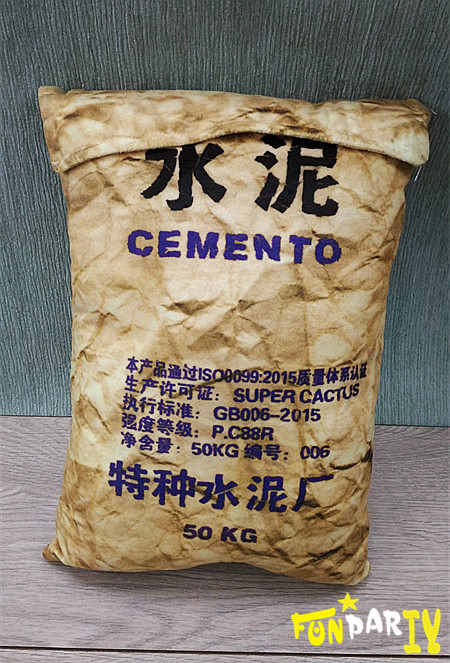 水泥
CEMENTO
本产品通过ISO0099:2015质量体系认证
生产许可证: SUPER CACTUS
执行标准: GB006-2015
强度等级: P.C88R
净含量: 50KG 编号: 006
特种水泥厂
50 KG
FUNPARTY